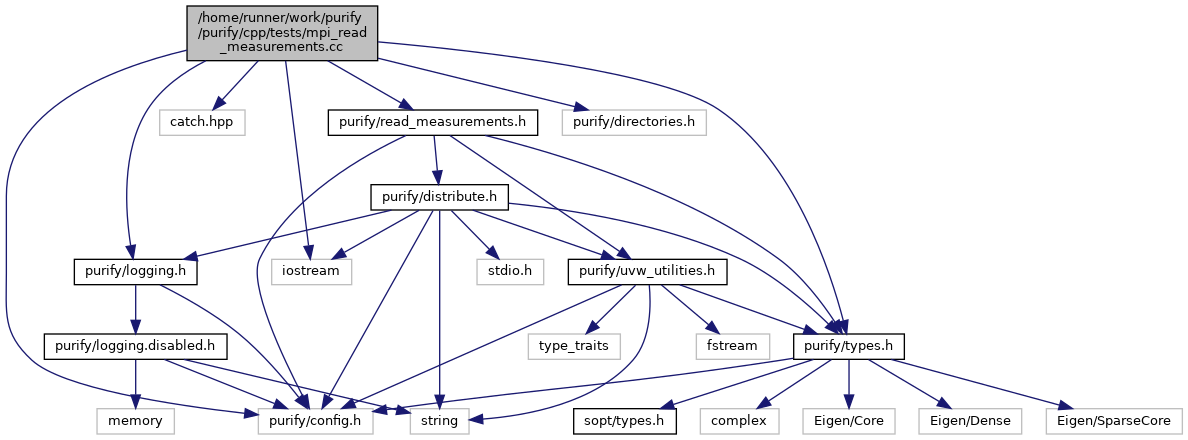 /home/runner/work/purify
/purify/cpp/tests/mpi_read
_measurements.cc
catch.hpp
purify/read_measurements.h
purify/directories.h
purify/distribute.h
purify/logging.h
iostream
stdio.h
purify/uvw_utilities.h
purify/logging.disabled.h
type_traits
fstream
purify/types.h
memory
purify/config.h
string
sopt/types.h
complex
Eigen/Core
Eigen/Dense
Eigen/SparseCore